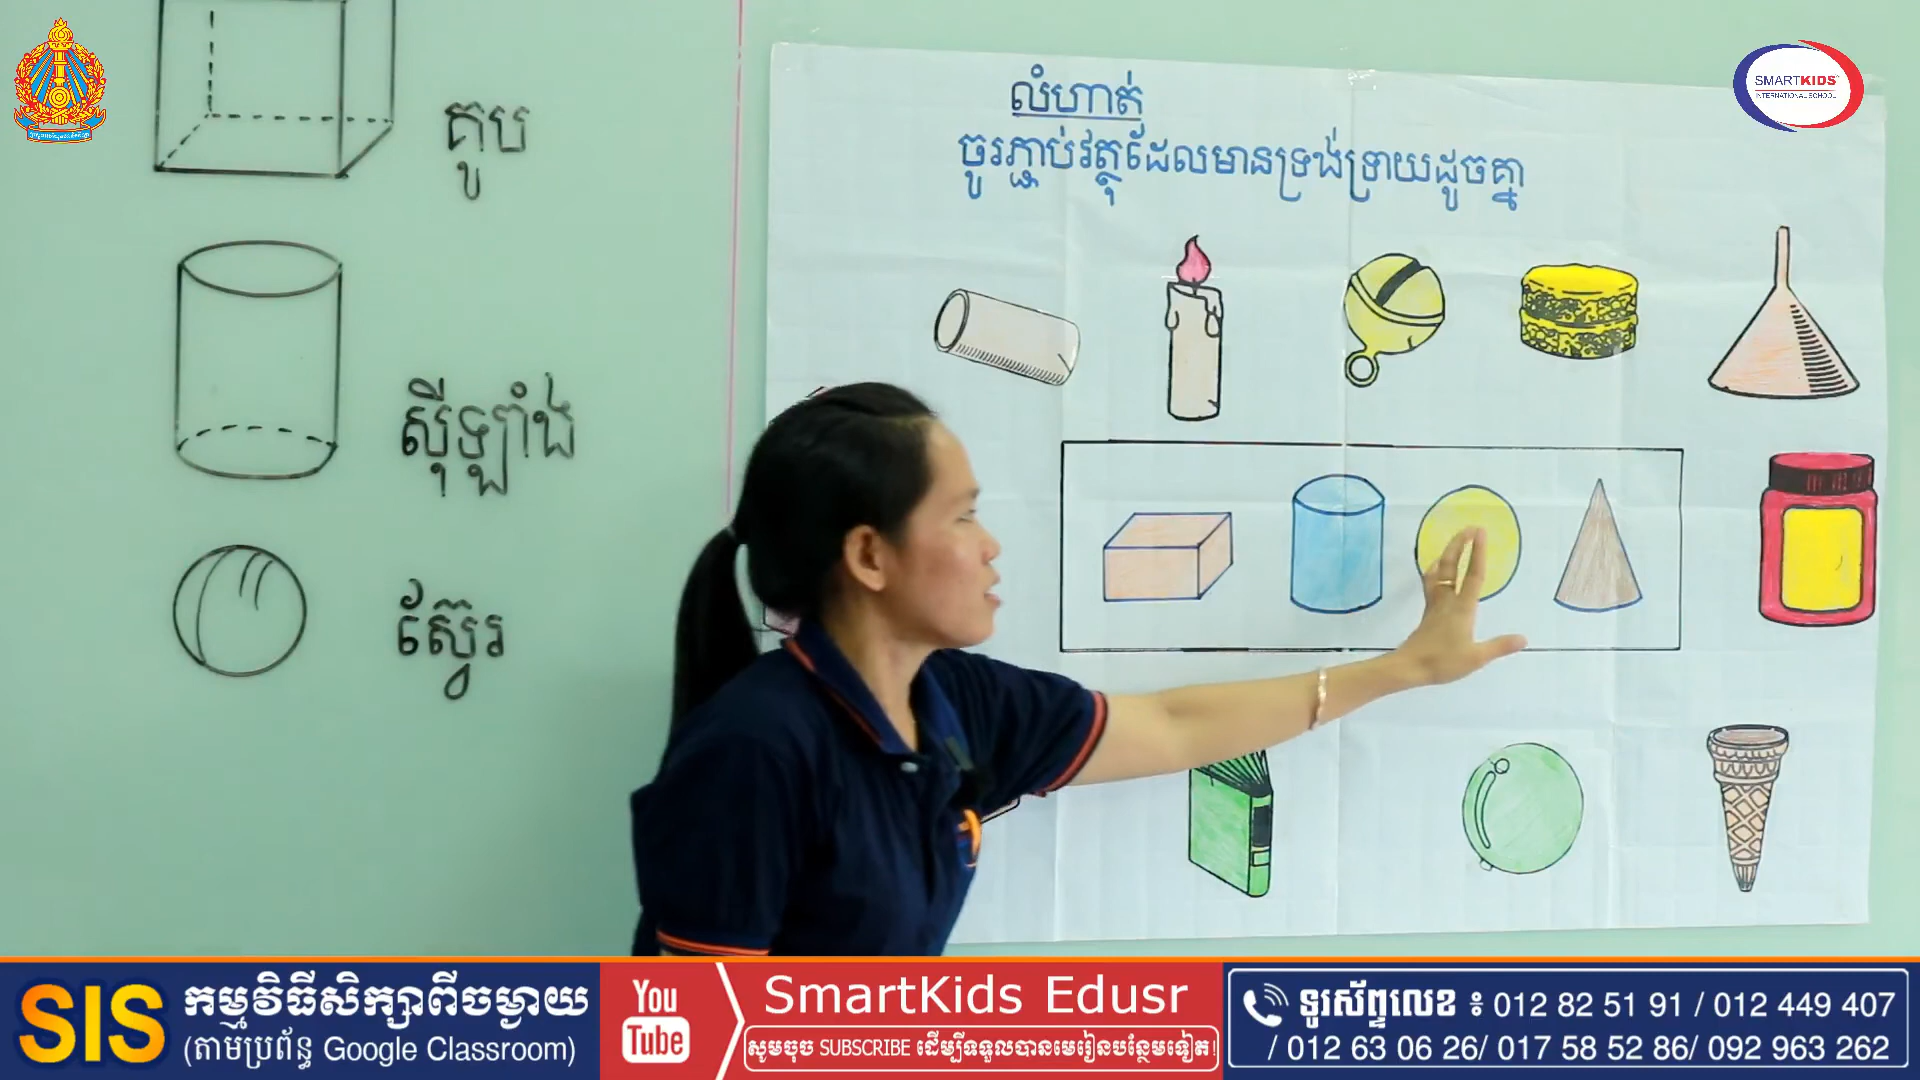 SMARTKIDS
INTERNATIONAL SCHOOL
គូប
ស៊ីឡាំង
ស្វ៊ែរ
លំហាត់
ចូរភ្ជាប់វត្ថុដែលមានទ្រង់ទ្រាយដូចគ្នា
SIS កម្មវិធីសិក្សាពីចម្ងាយ
(តាមប្រព័ន្ធ Google Classroom)
You
Tube
SmartKids Edusr
សូមចុច SUBSCRIBE ដើម្បីទទួលបានមេរៀនបន្ថែមទៀត!
ទូរស័ព្ទលេខ ៖ 012 82 51 91 / 012 449 407
/ 012 63 06 26/ 017 58 52 86/ 092 963 262